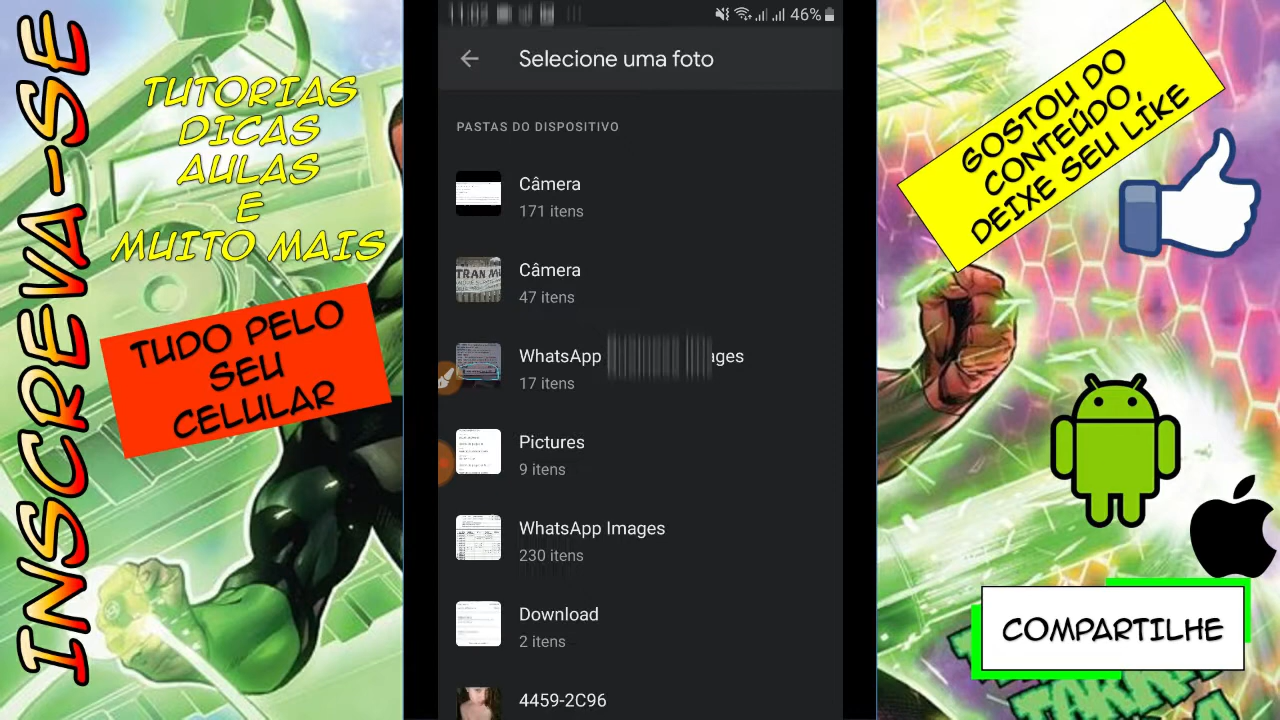 INSCREVA-SE
TUTORIAS
DICAS
AULAS
E
MUITO MAIS
TUDO PELO
SEU
CELULAR
46%
Selecione uma foto
PASTAS DO DISPOSITIVO
Câmera
171 itens
Câmera
47 itens
WhatsApp ages
17 itens
Pictures
9 itens
WhatsApp Images
230 itens
Download
2 itens
4459-2C96
GOSTOU DO
CONTEÚDO,
DEIXE SEU LIKE
COMPARTILHE